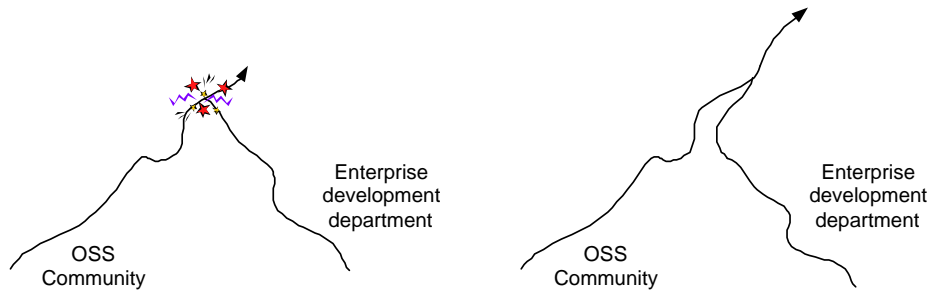 Enterprise
development
department
OSS
Community
Enterprise
development
department
OSS
Community